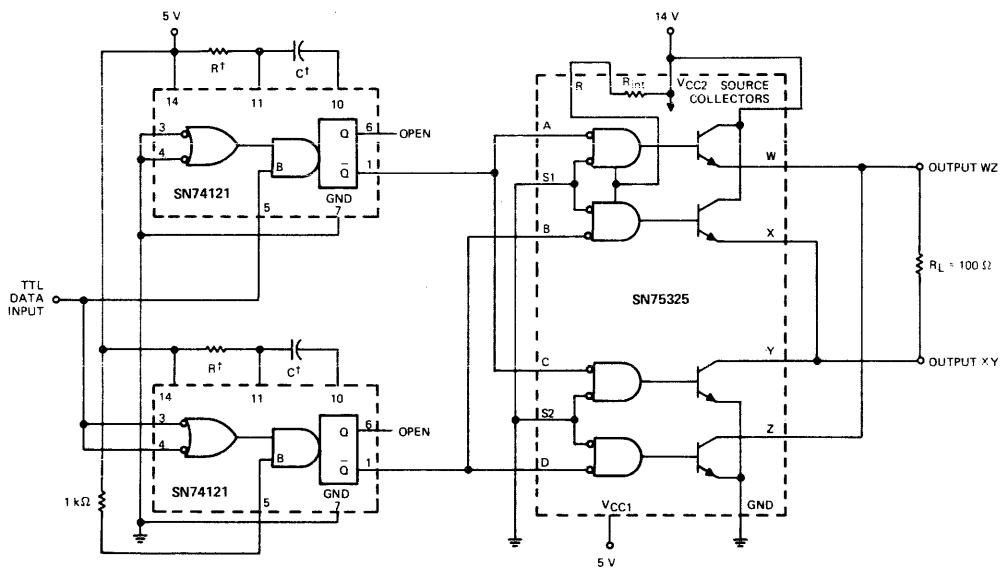 5 V
R†
C†
14
11
10
3
4
B
Q
Q̅
6
OPEN
1
SN74121
GND
7
5
TTL
DATA
INPUT
R†
C†
14
11
10
3
4
B
Q
Q̅
6
OPEN
1
SN74121
GND
7
5
1 kΩ
14 V
R
Rint
VCC2 SOURCE
COLLECTORS
A
S1
B
W
X
SN75325
C
S2
D
Y
Z
VCC1
GND
5 V
OUTPUT WZ
RL = 100 Ω
OUTPUT XY